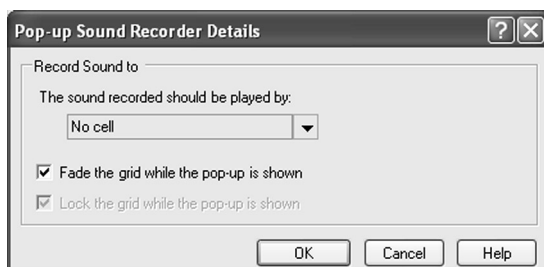 Pop-up Sound Recorder Details
Record Sound to
The sound recorded should be played by:
No cell
Fade the grid while the pop-up is shown
Lock the grid while the pop-up is shown
OK Cancel Help